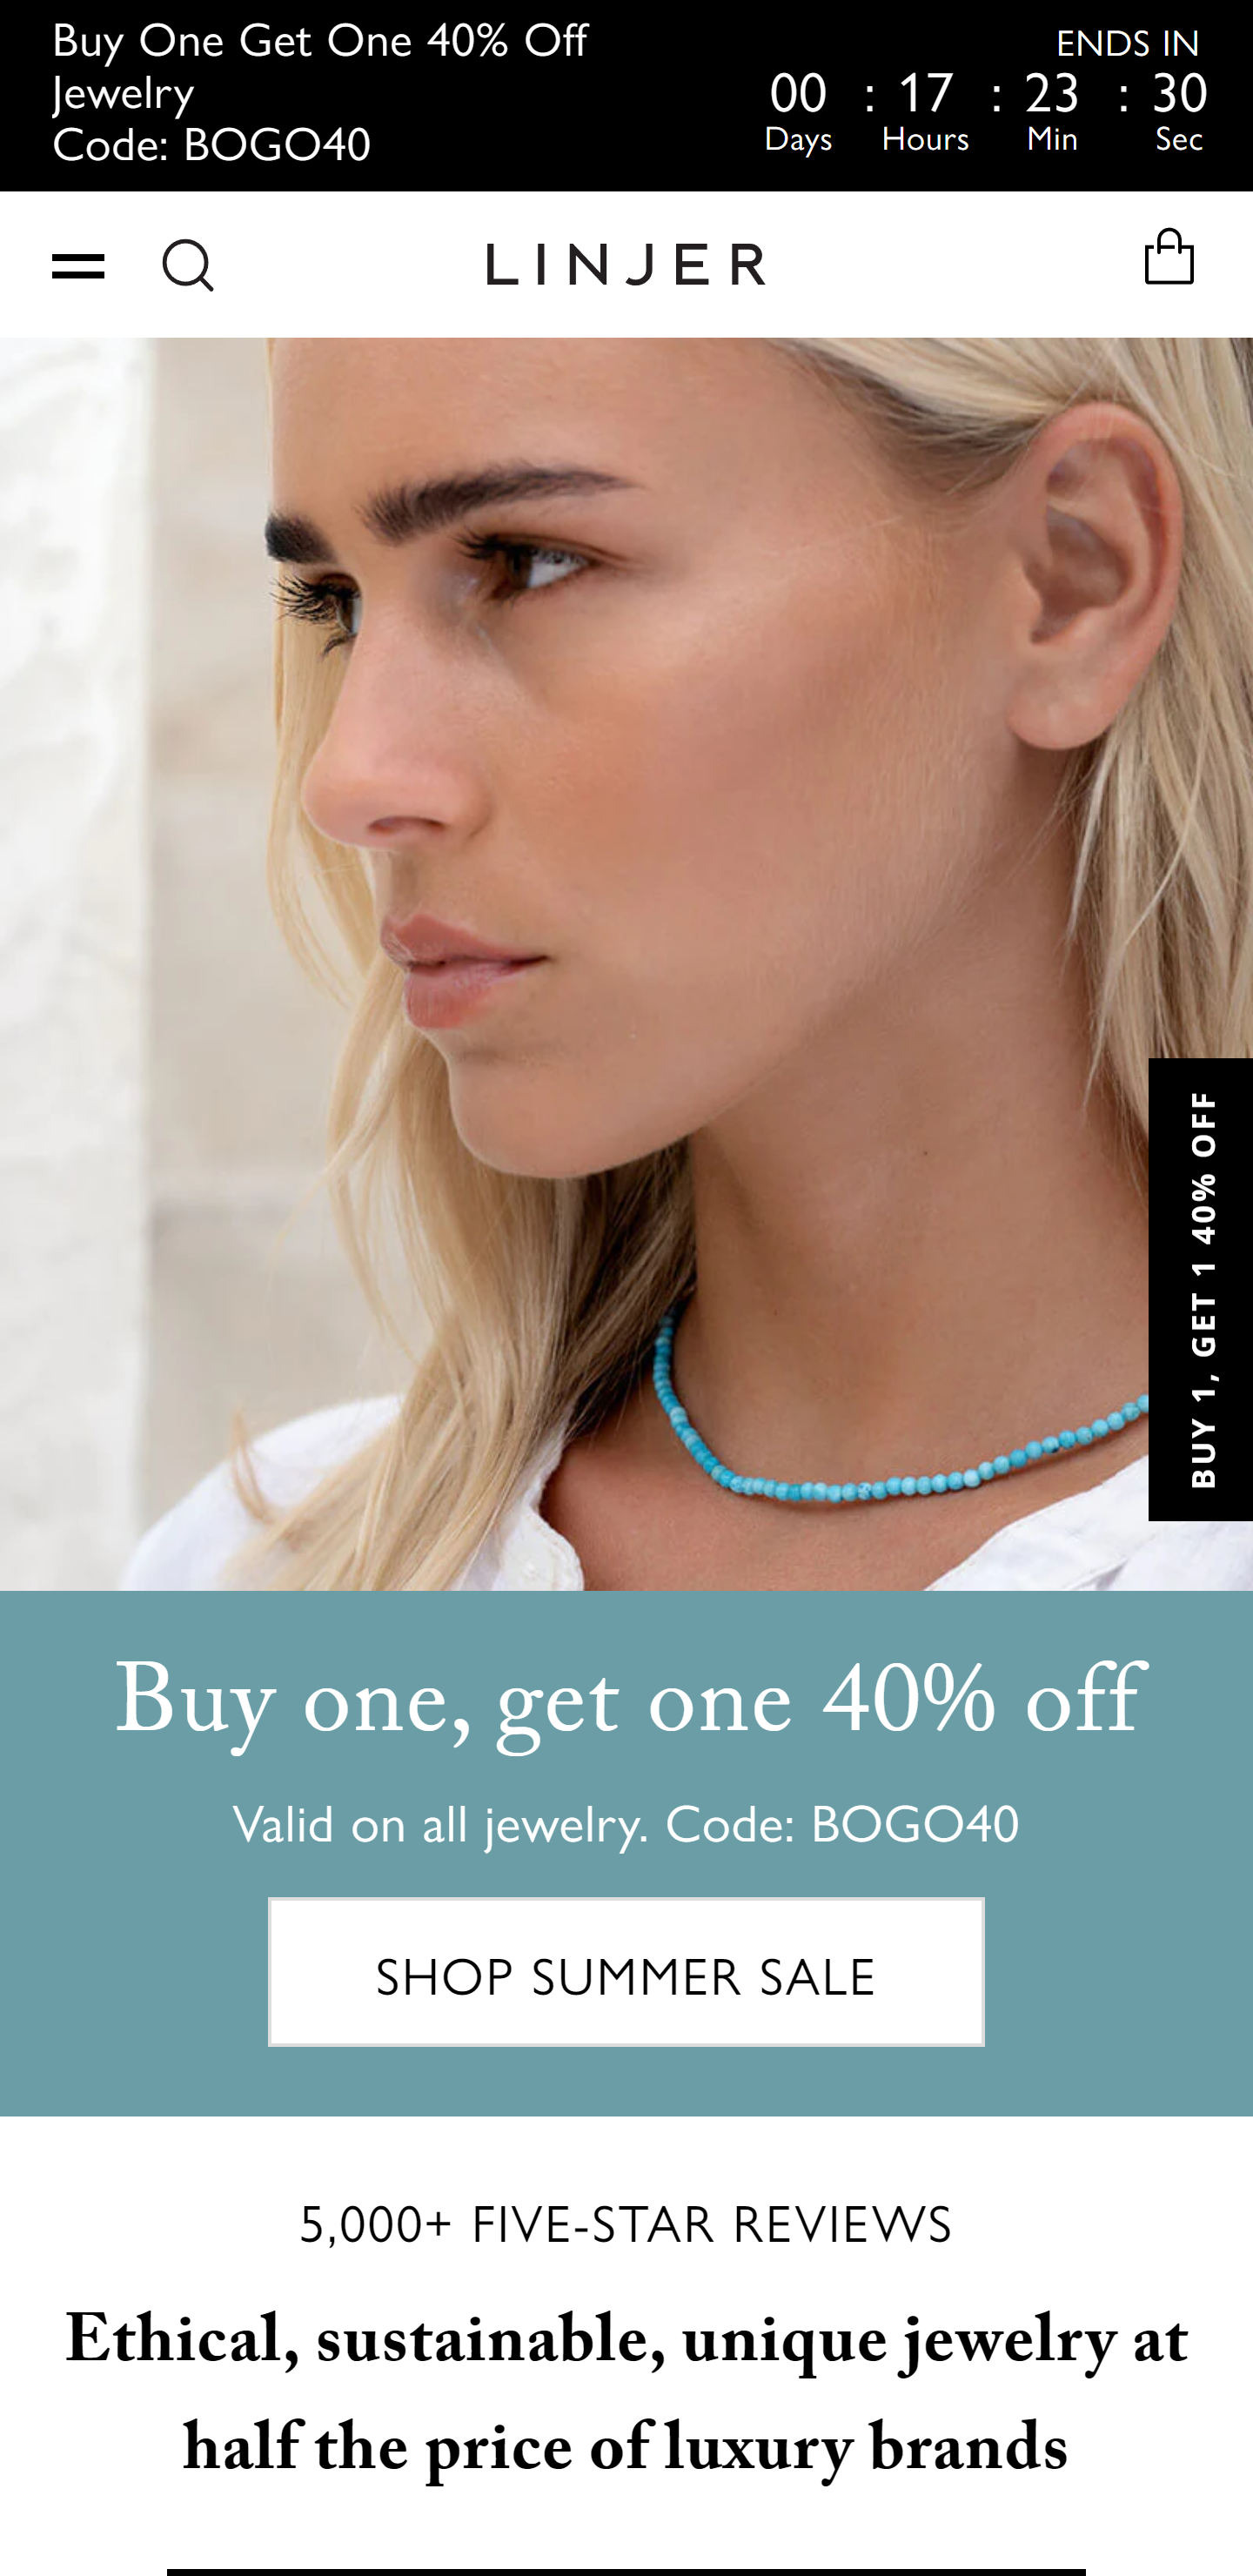 Buy One Get One 40% Off
Jewelry
Code: BOGO40
ENDS IN
00 : 17 : 23 : 30
Days Hours Min Sec
LINJER
BUY 1, GET 1 40% OFF
Buy one, get one 40% off
Valid on all jewelry. Code: BOGO40
SHOP SUMMER SALE
5,000+ FIVE-STAR REVIEWS
Ethical, sustainable, unique jewelry at
half the price of luxury brands